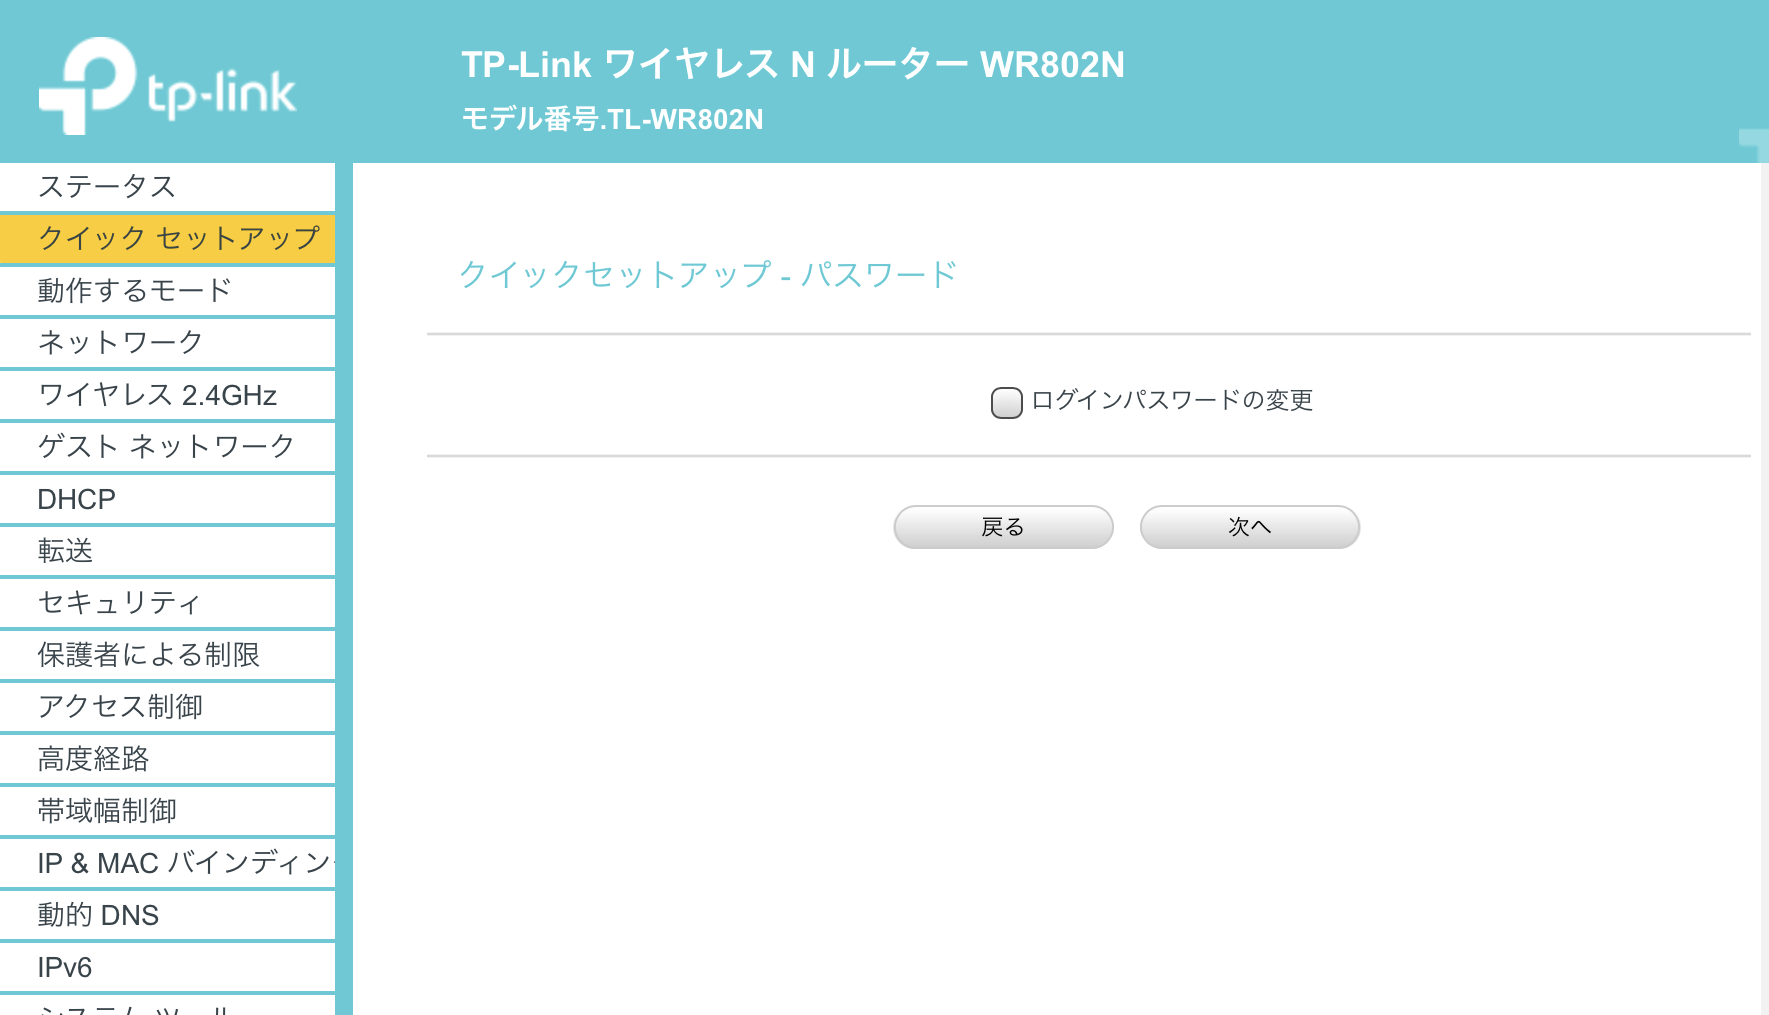 tp-link
TP-Link ワイヤレス N ルーター WR802N
モデル番号.TL-WR802N
ステータス
クイック セットアップ
動作するモード
ネットワーク
ワイヤレス 2.4GHz
ゲスト ネットワーク
DHCP
転送
セキュリティ
保護者による制限
アクセス制御
高度経路
帯域幅制御
IP & MAC バインディン
動的 DNS
IPv6
システム ツール
クイックセットアップ - パスワード
ログインパスワードの変更
戻る
次へ